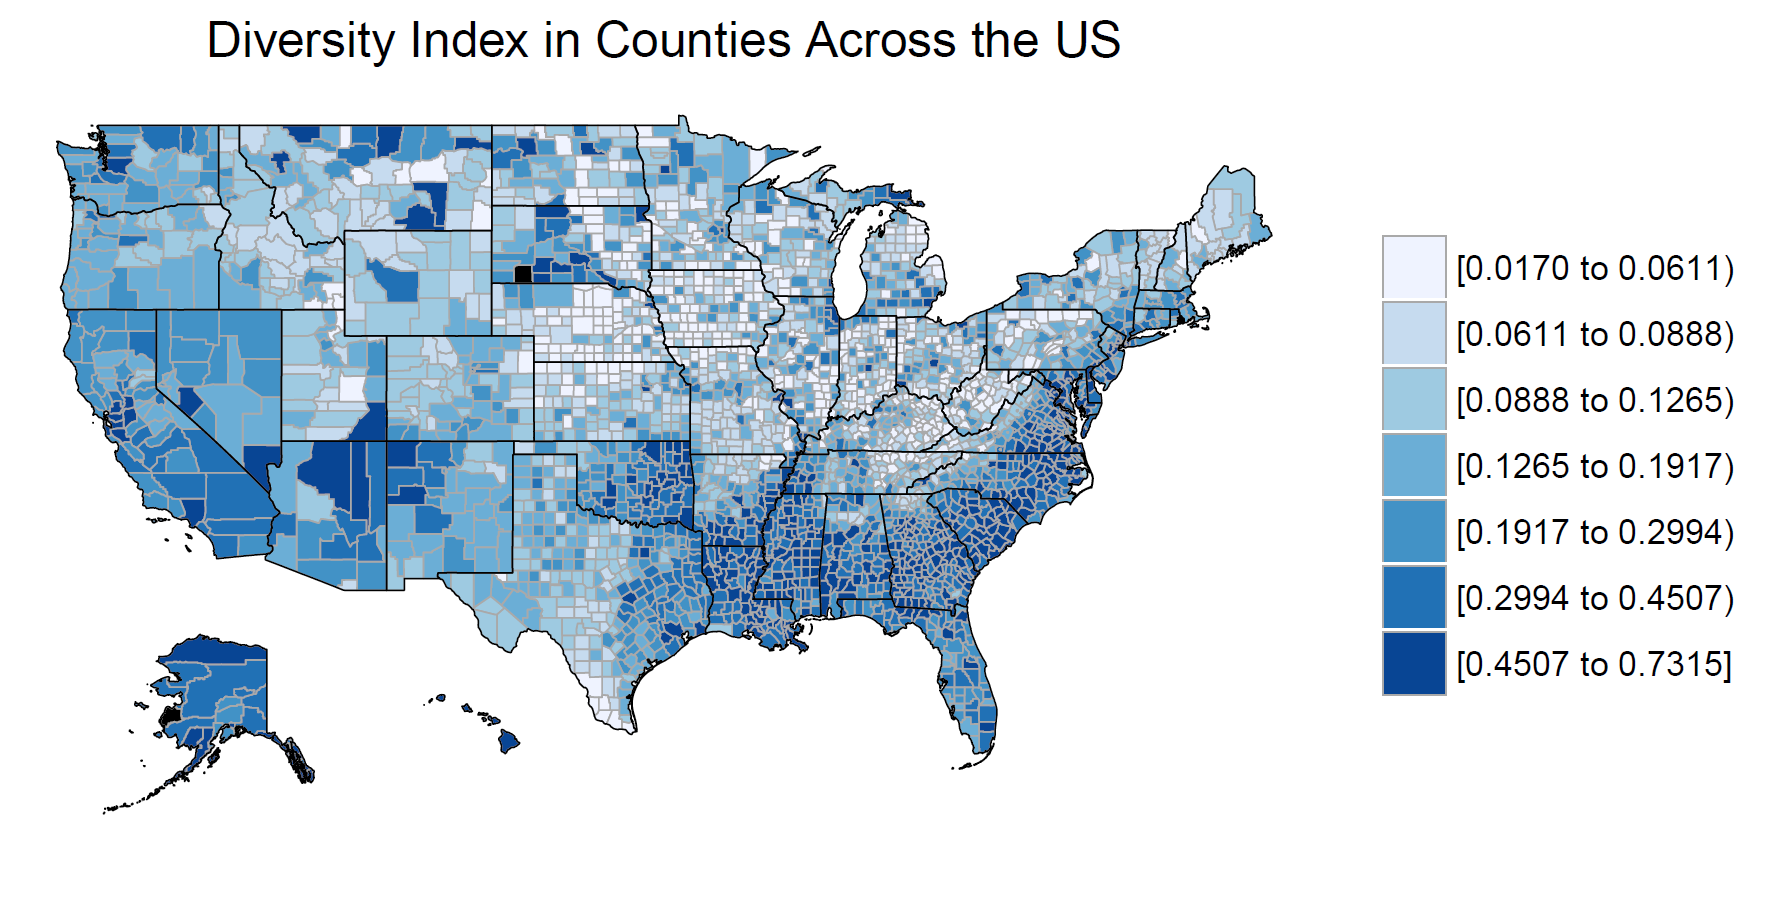 Diversity Index in Counties Across the US
[0.0170 to 0.0611)
[0.0611 to 0.0888)
[0.0888 to 0.1265)
[0.1265 to 0.1917)
[0.1917 to 0.2994)
[0.2994 to 0.4507)
[0.4507 to 0.7315]